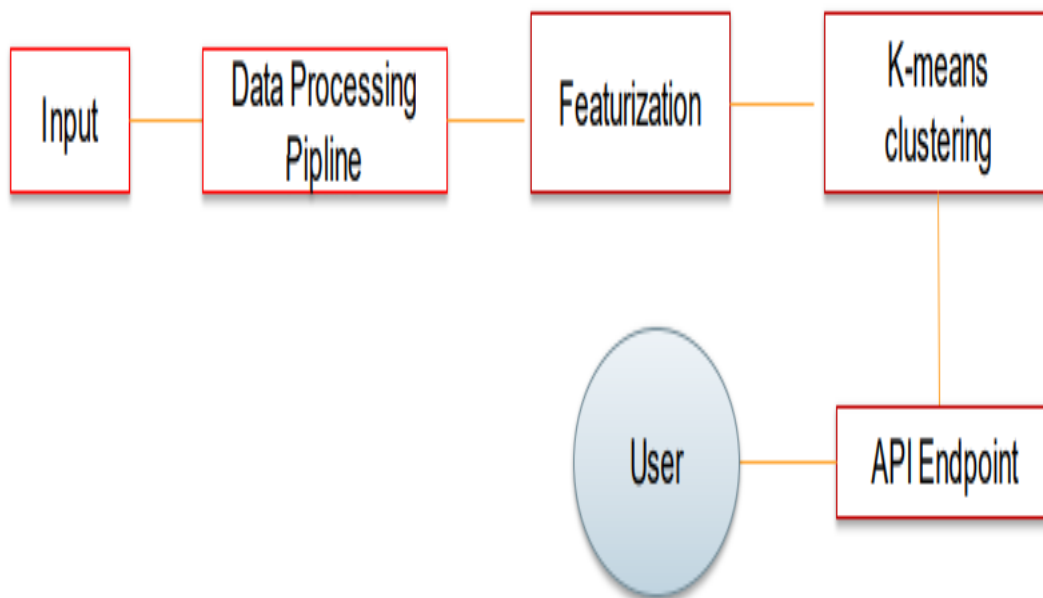 Input
Data Processing
Pipline
Featurization
K-means
clustering
User
API Endpoint